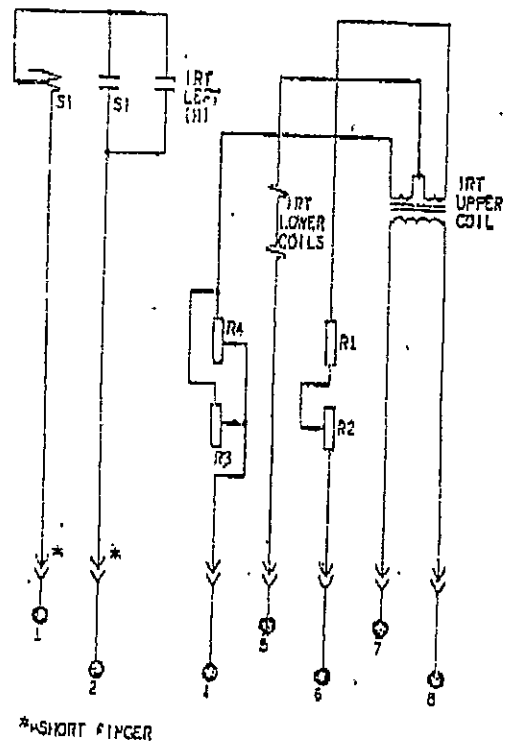 S1
S1
IRT
LEFT
(H)
IRT
UPPER
COIL
IRT
LOWER
COILS
R4
R1
R3
R2
*
*
1
2
4
5
6
7
8
*=SHORT FINGER